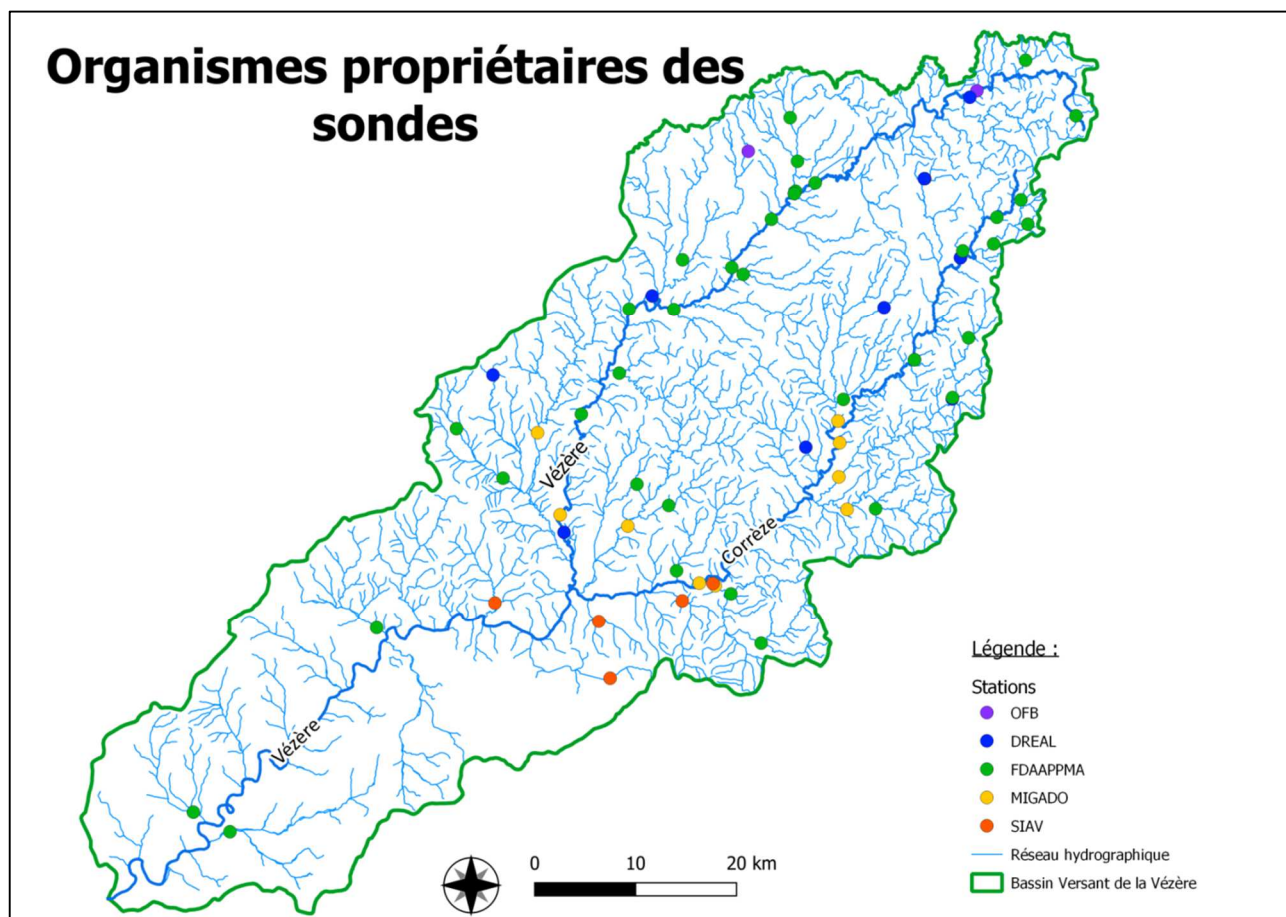 Organismes propriétaires des
sondes
Vézère
Corrèze
Vézère
Légende :
Stations
OFB
DREAL
FDAAPPMA
MIGADO
SIAV
Réseau hydrographique
Bassin Versant de la Vézère
0 10 20 km